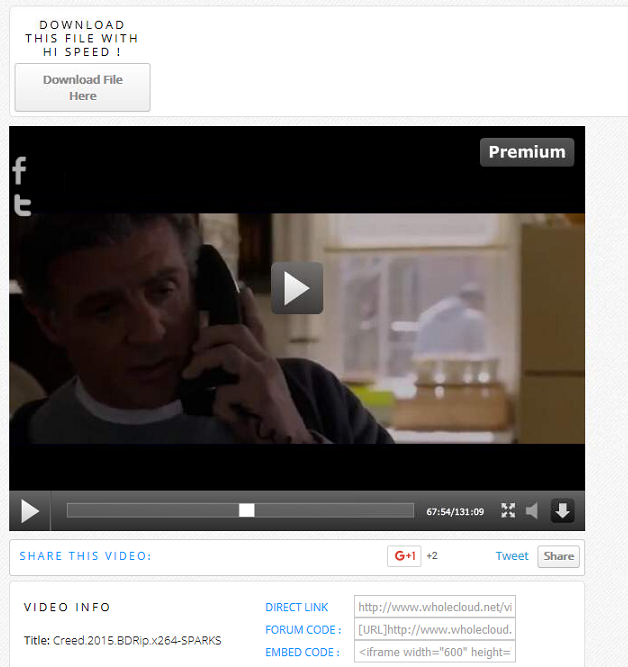 DOWNLOAD
THIS FILE WITH
HI SPEED !
Download File
Here
Premium
f
t
67:54/131:09
SHARE THIS VIDEO:
G+1 +2 Tweet Share
VIDEO INFO
Title: Creed.2015.BDRip.x264-SPARKS
DIRECT LINK http://www.wholecloud.net/vi
FORUM CODE : [URL]http://www.wholecloud.
EMBED CODE : <iframe width="600" height=